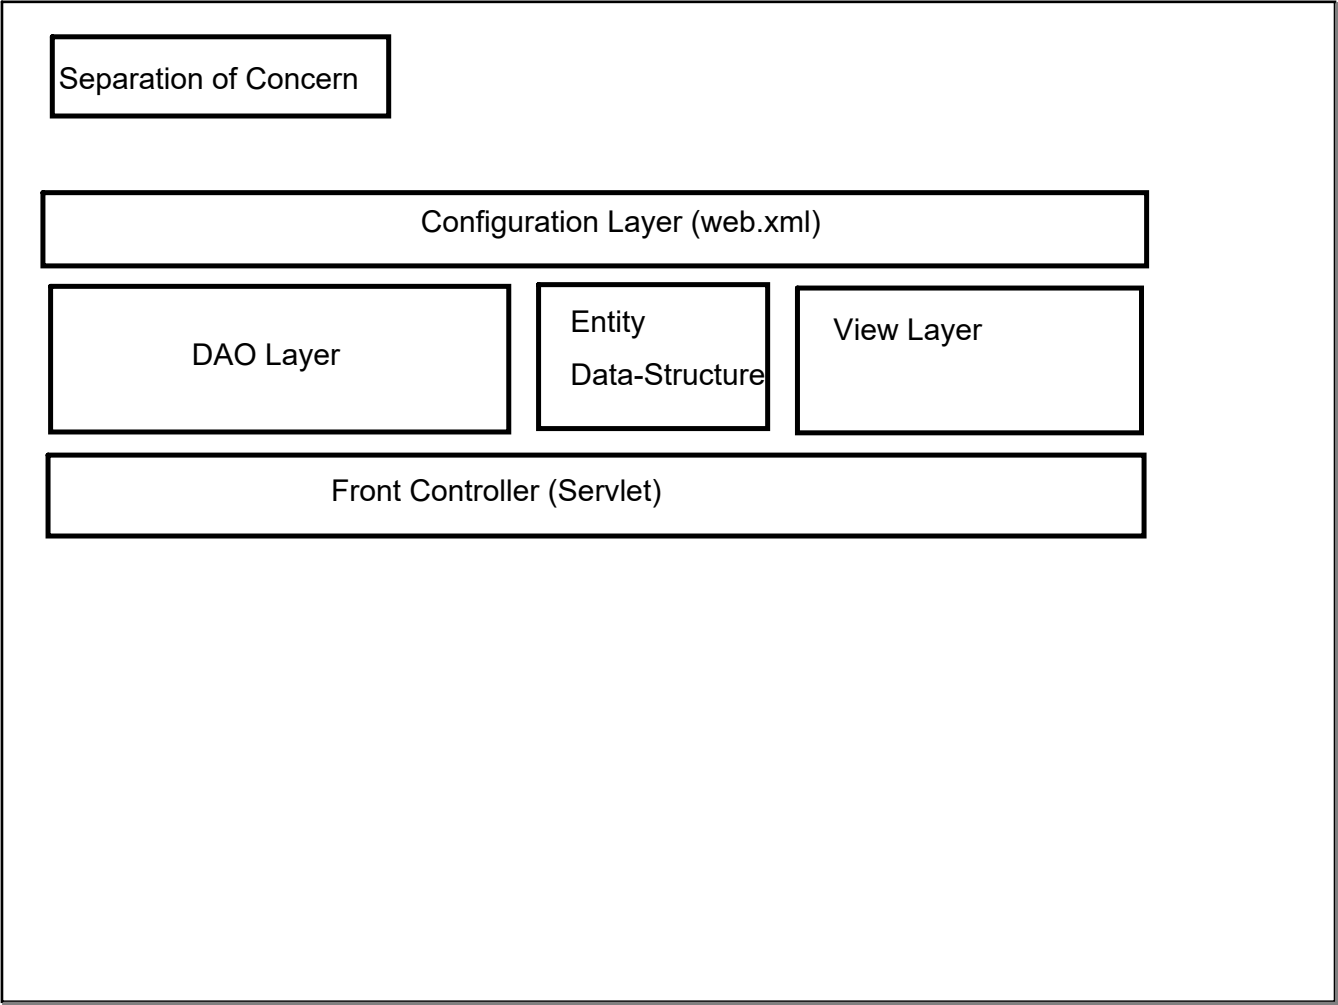 Separation of Concern
Configuration Layer (web.xml)
DAO Layer
Entity
Data-Structure
View Layer
Front Controller (Servlet)